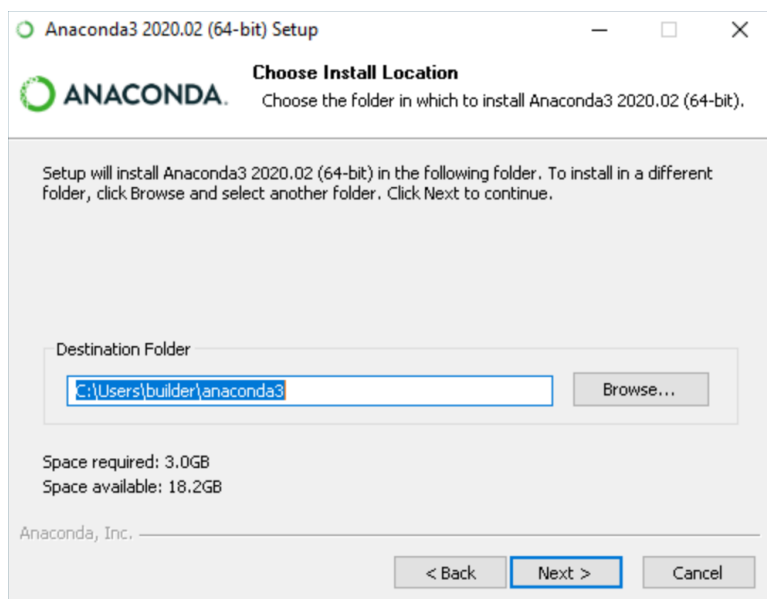 Anaconda3 2020.02 (64-bit) Setup
ANACONDA.
Choose Install Location
Choose the folder in which to install Anaconda3 2020.02 (64-bit).
Setup will install Anaconda3 2020.02 (64-bit) in the following folder. To install in a different
folder, click Browse and select another folder. Click Next to continue.
Destination Folder
C:\Users\builder\anaconda3
Browse...
Space required: 3.0GB
Space available: 18.2GB
Anaconda, Inc.
< Back
Next >
Cancel